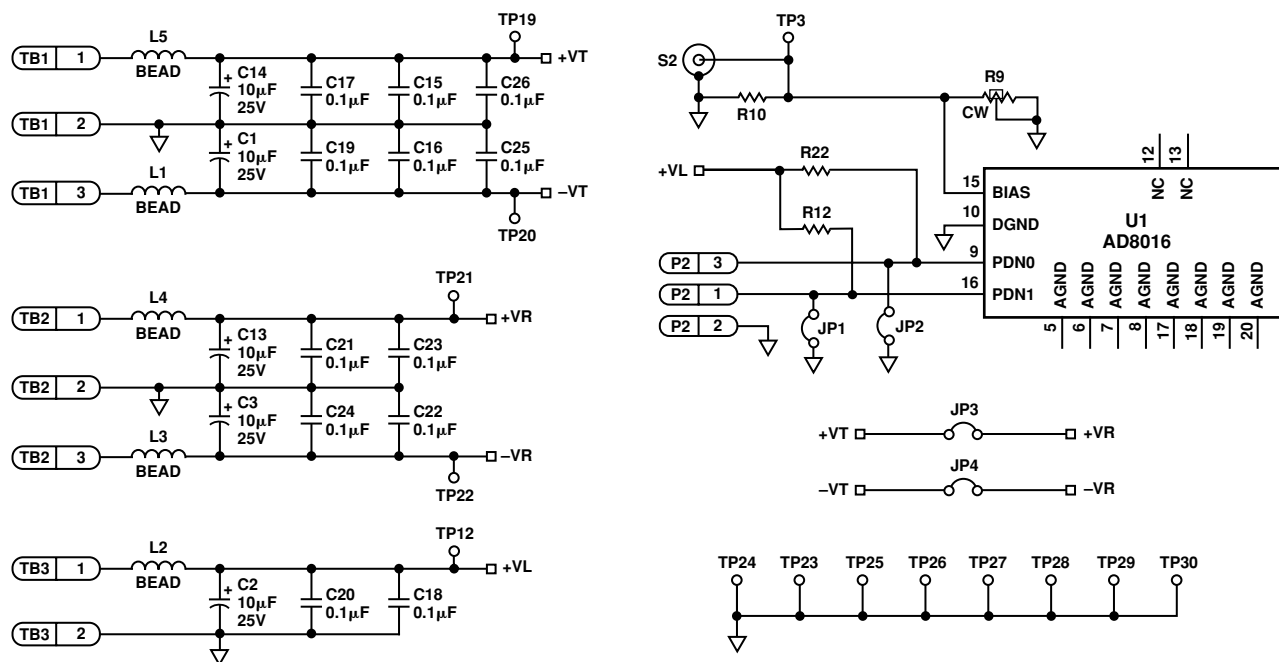 TP19
L5
TB1 1
BEAD
+VT
+ C14
10µF
25V
C17
0.1µF
C15
0.1µF
C26
0.1µF
TB1 2
+ C1
10µF
25V
C19
0.1µF
C16
0.1µF
C25
0.1µF
L1
TB1 3
BEAD
–VT
TP20
TP21
L4
TB2 1
BEAD
+VR
+ C13
10µF
25V
C21
0.1µF
C23
0.1µF
TB2 2
+ C3
10µF
25V
C24
0.1µF
C22
0.1µF
L3
TB2 3
BEAD
–VR
TP22
TP12
L2
TB3 1
BEAD
+VL
+ C2
10µF
25V
C20
0.1µF
C18
0.1µF
TB3 2
TP3
S2
R10
R9
CW
+VL
R22
R12
12
13
NC
NC
15
BIAS
10
DGND
U1
AD8016
9
PDN0
16
PDN1
AGND
AGND
AGND
AGND
AGND
AGND
AGND
AGND
5
6
7
8
17
18
19
20
P2 3
P2 1
P2 2
JP1
JP2
JP3
+VT
+VR
JP4
–VT
–VR
TP24 TP23 TP25 TP26 TP27 TP28 TP29 TP30